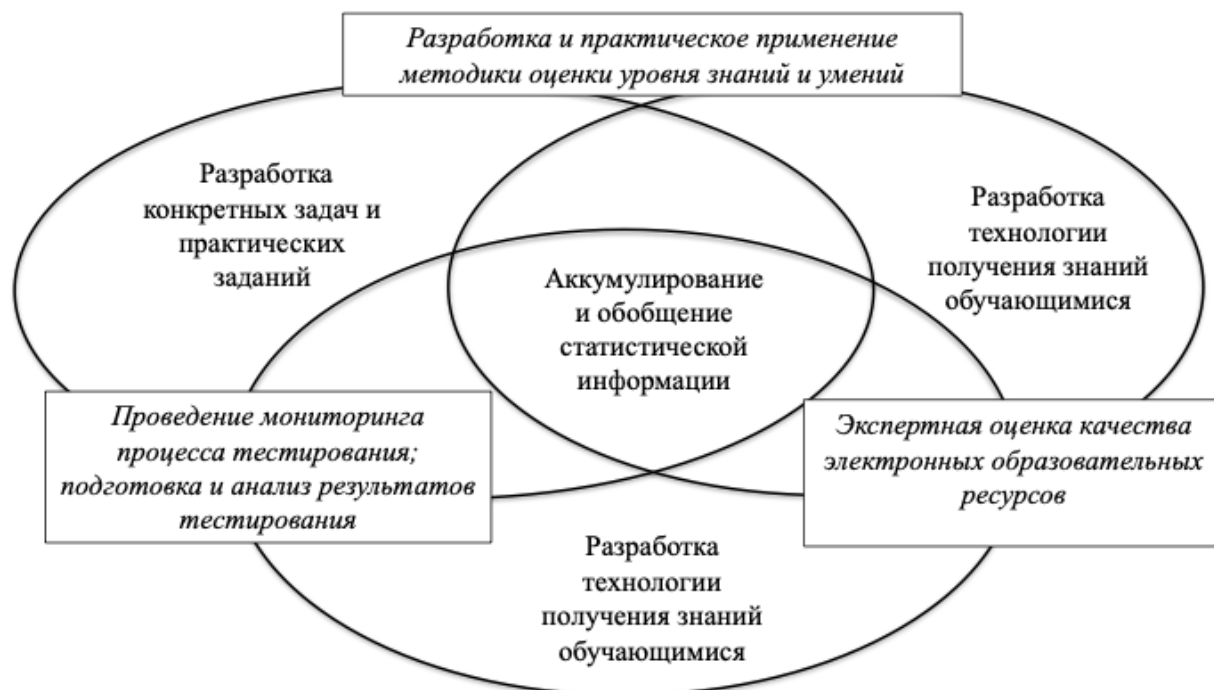 Разработка и практическое применение
методики оценки уровня знаний и умений
Разработка
конкретных задач и
практических
заданий
Разработка
технологии
получения знаний
обучающимися
Аккумулирование
и обобщение
статистической
информации
Проведение мониторинга
процесса тестирования;
подготовка и анализ результатов
тестирования
Экспертная оценка качества
электронных образовательных
ресурсов
Разработка
технологии
получения знаний
обучающимися